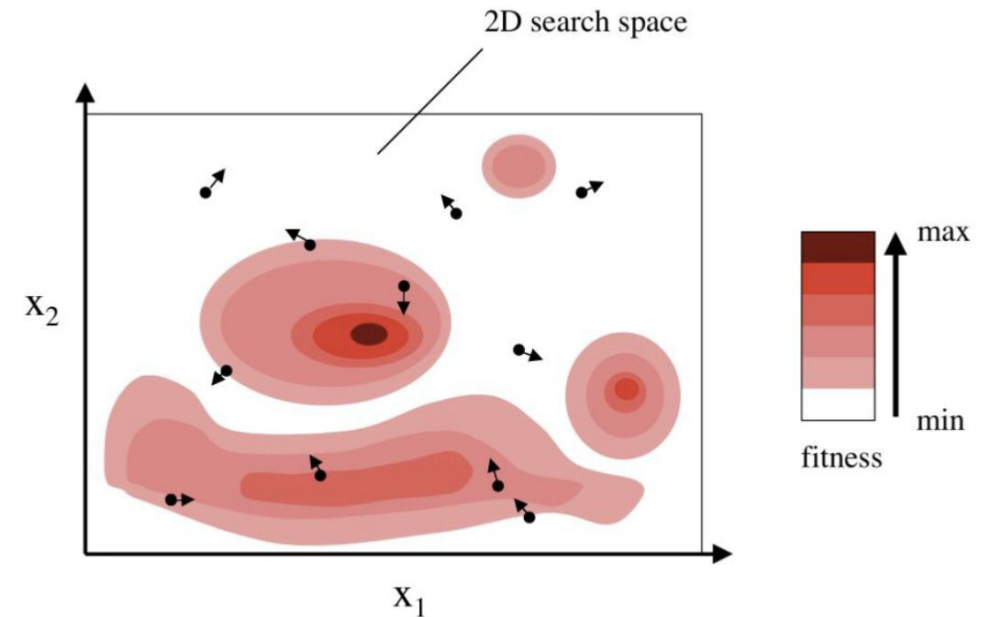 2D search space
x₂
max
min
fitness
x₁